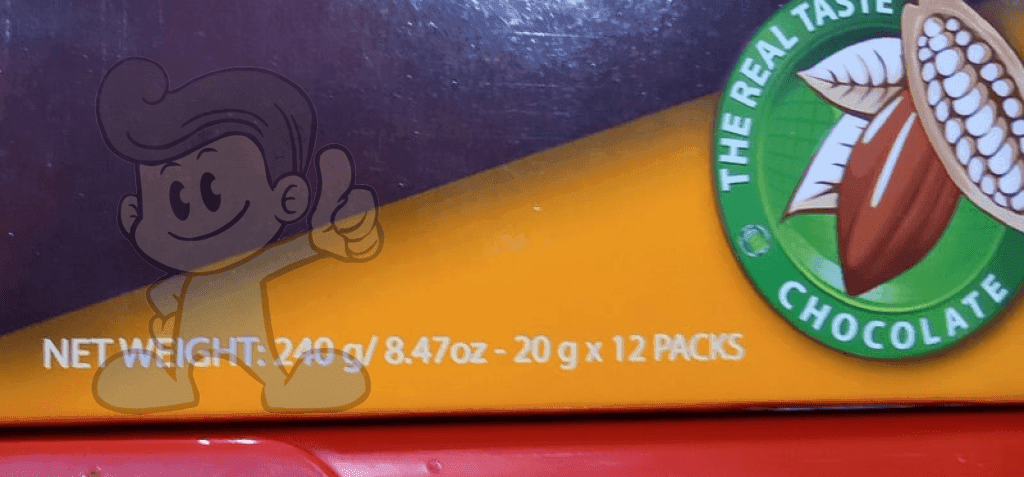 THE REAL TASTE
CHOCOLATE
NET WEIGHT: 240 g/ 8.47oz - 20 g x 12 PACKS